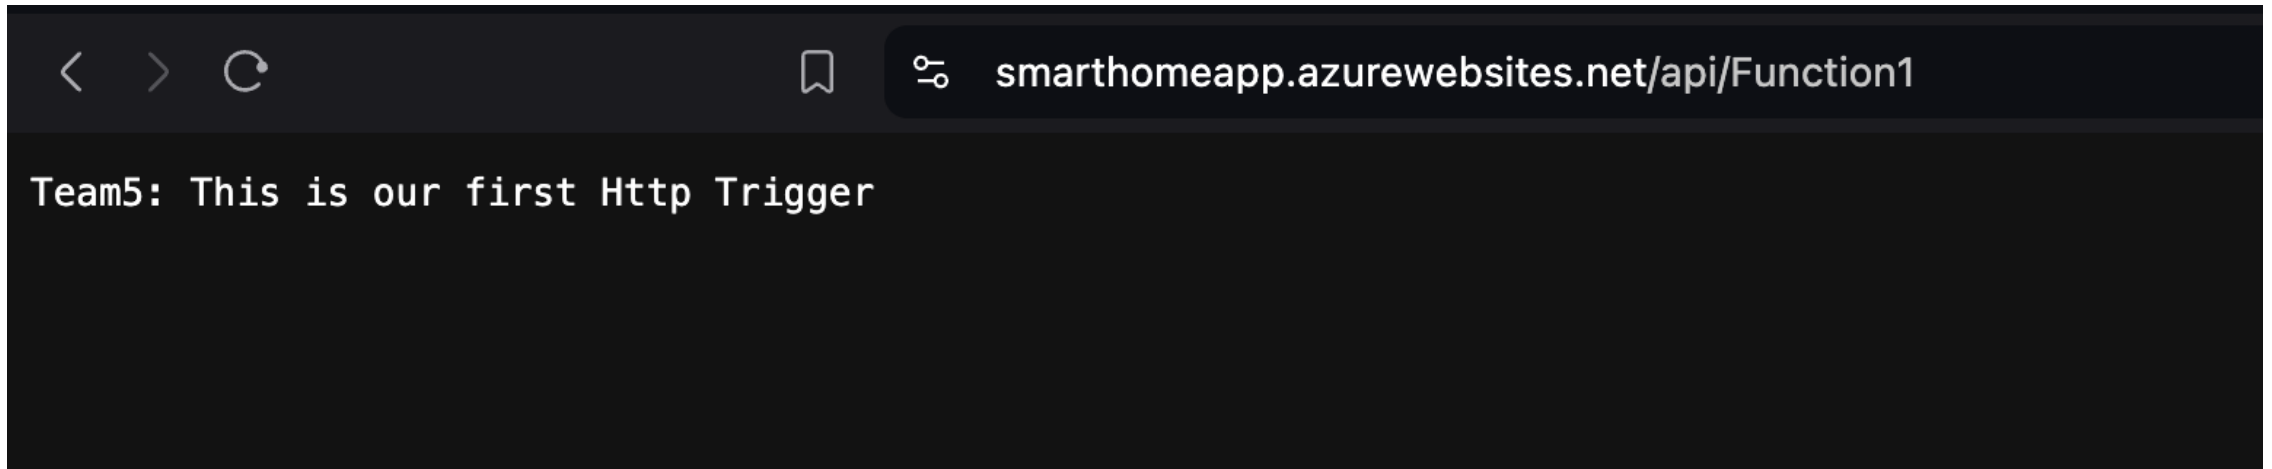 smarthomeapp.azurewebsites.net/api/Function1
Team5: This is our first Http Trigger